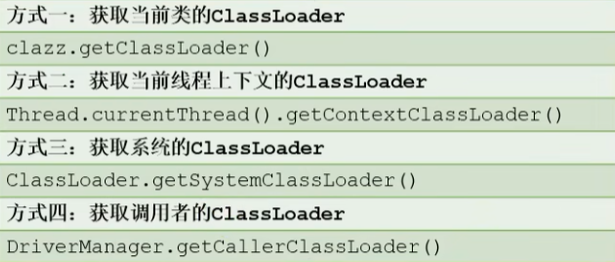 方式一：获取当前类的ClassLoader
clazz.getClassLoader()
方式二：获取当前线程上下文的ClassLoader
Thread.currentThread().getContextClassLoader()
方式三：获取系统的ClassLoader
ClassLoader.getSystemClassLoader()
方式四：获取调用者的ClassLoader
DriverManager.getCallerClassLoader()